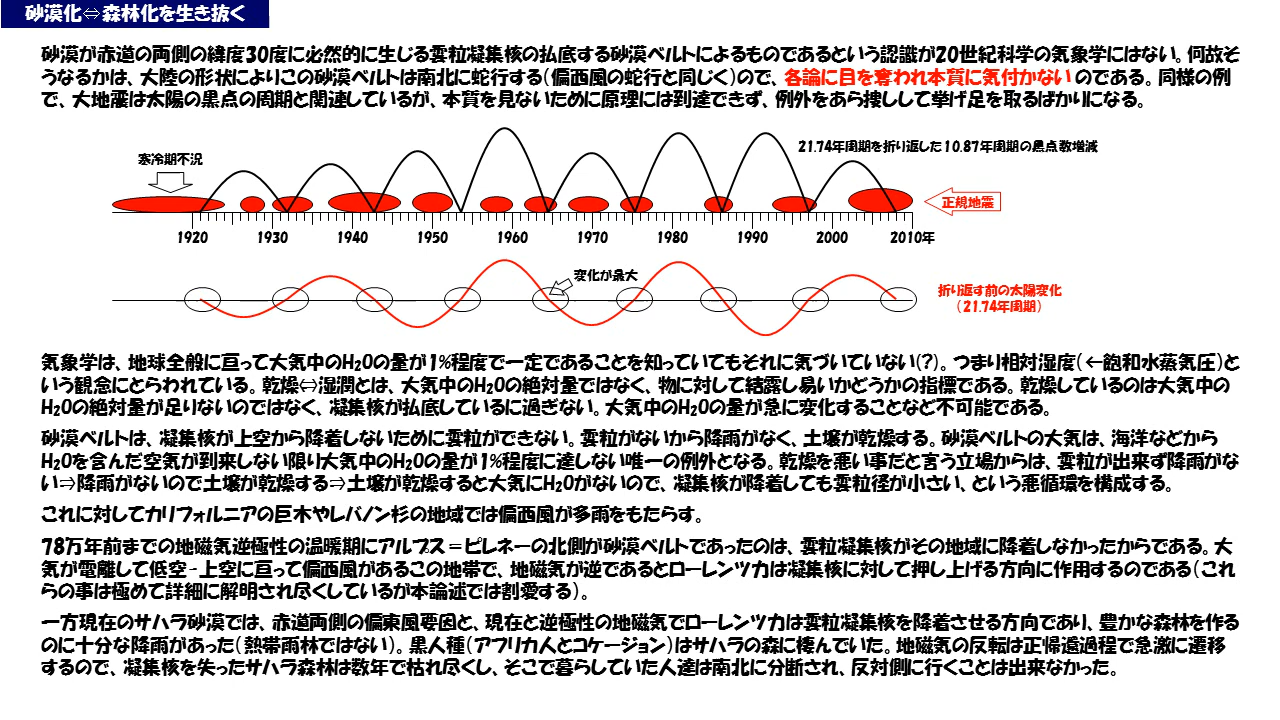 砂漠化⇔森林化を生き抜く
砂漠が赤道の両側の緯度30度に必然的に生じる雲粒凝集核の払底する砂漠ベルトによるものであるという認識が20世紀科学の気象学にはない。何故そ
うなるかは、大陸の形状によりこの砂漠ベルトは南北に蛇行する(偏西風の蛇行と同じく)ので、各論に目を奪われ本質に気付かないのである。同様の例
で、大地震は太陽の黒点の周期と関連しているが、本質を見ないために原理には到達できず、例外をあら捜しして挙げ足を取るばかりになる。
21.74年周期を折り返した10.87年周期の黒点数増減
寒冷期不況
正規地震
1920 1930 1940 1950 1960 1970 1980 1990 2000 2010年
変化が最大
折り返す前の太陽変化
(21.74年周期)
気象学は、地球全般に亘って大気中のH2Oの量が1%程度で一定であることを知っていてもそれに気づいていない(?)。つまり相対湿度(←飽和水蒸気圧)と
いう観念にとらわれている。乾燥⇔湿潤とは、大気中のH2Oの絶対量ではなく、物に対して結露し易いかどうかの指標である。乾燥しているのは大気中の
H2Oの絶対量が足りないのではなく、凝集核が払底しているに過ぎない。大気中のH2Oの量が急に変化することなど不可能である。
砂漠ベルトは、凝集核が上空から降着しないために雲粒ができない。雲粒がないから降雨がなく、土壌が乾燥する。砂漠ベルトの大気は、海洋などから
H2Oを含んだ空気が到来しない限り大気中のH2Oの量が1%程度に達しない唯一の例外となる。乾燥を悪い事だと言う立場からは、雲粒が出来ず降雨がな
い⇒降雨がないので土壌が乾燥する⇒土壌が乾燥すると大気にH2Oがないので、凝集核が降着しても雲粒径が小さい、という悪循環を構成する。
これに対してカリフォルニアの巨木やレバノン杉の地域では偏西風が多雨をもたらす。
78万年前までの地磁気逆極性の温暖期にアルプス=ピレネーの北側が砂漠ベルトであったのは、雲粒凝集核がその地域に降着しなかったからである。大
気が電離して低空-上空に亘って偏西風があるこの地帯で、地磁気が逆であるとローレンツ力は凝集核に対して押し上げる方向に作用するのである(これ
らの事は極めて詳細に解明され尽くしているが本論述では割愛する)。
一方現在のサハラ砂漠では、赤道両側の偏東風要因と、現在と逆極性の地磁気でローレンツ力は雲粒凝集核を降着させる方向であり、豊かな森林を作る
のに十分な降雨があった(熱帯雨林ではない)。黒人種(アフリカ人とコケージョン)はサハラの森に棲んでいた。地磁気の反転は正帰還過程で急激に遷移
するので、凝集核を失ったサハラ森林は数年で枯れ尽くし、そこで暮らしていた人達は南北に分断され、反対側に行くことは出来なかった。